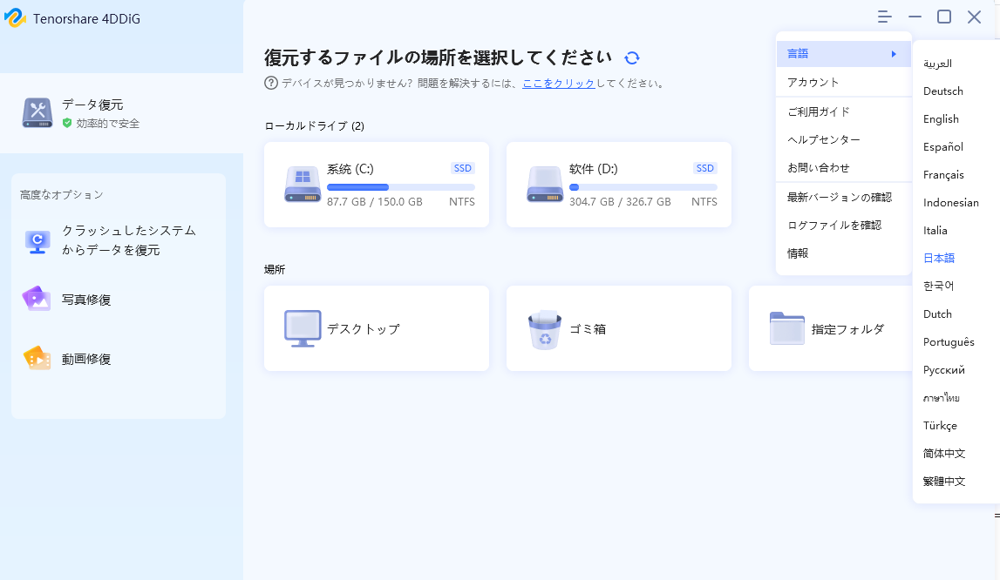 Tenorshare 4DDiG
データ復元
効率的で安全
高度なオプション
クラッシュしたシステム
からデータを復元
写真修復
動画修復
復元するファイルの場所を選択してください
デバイスが見つかりません？問題を解決するには、ここをクリックしてください。
ローカルドライブ (2)
系统 (C:)
SSD
87.7 GB / 150.0 GB
NTFS
软件 (D:)
SSD
304.7 GB / 326.7 GB
NTFS
場所
デスクトップ
ゴミ箱
指定フォルダ
言語
アカウント
ご利用ガイド
ヘルプセンター
お問い合わせ
最新バージョンの確認
ログファイルを確認
情報
العربية
Deutsch
English
Español
Français
Indonesian
Italia
日本語
한국어
Dutch
Português
Русский
ภาษาไทย
Türkçe
简体中文
繁體中文